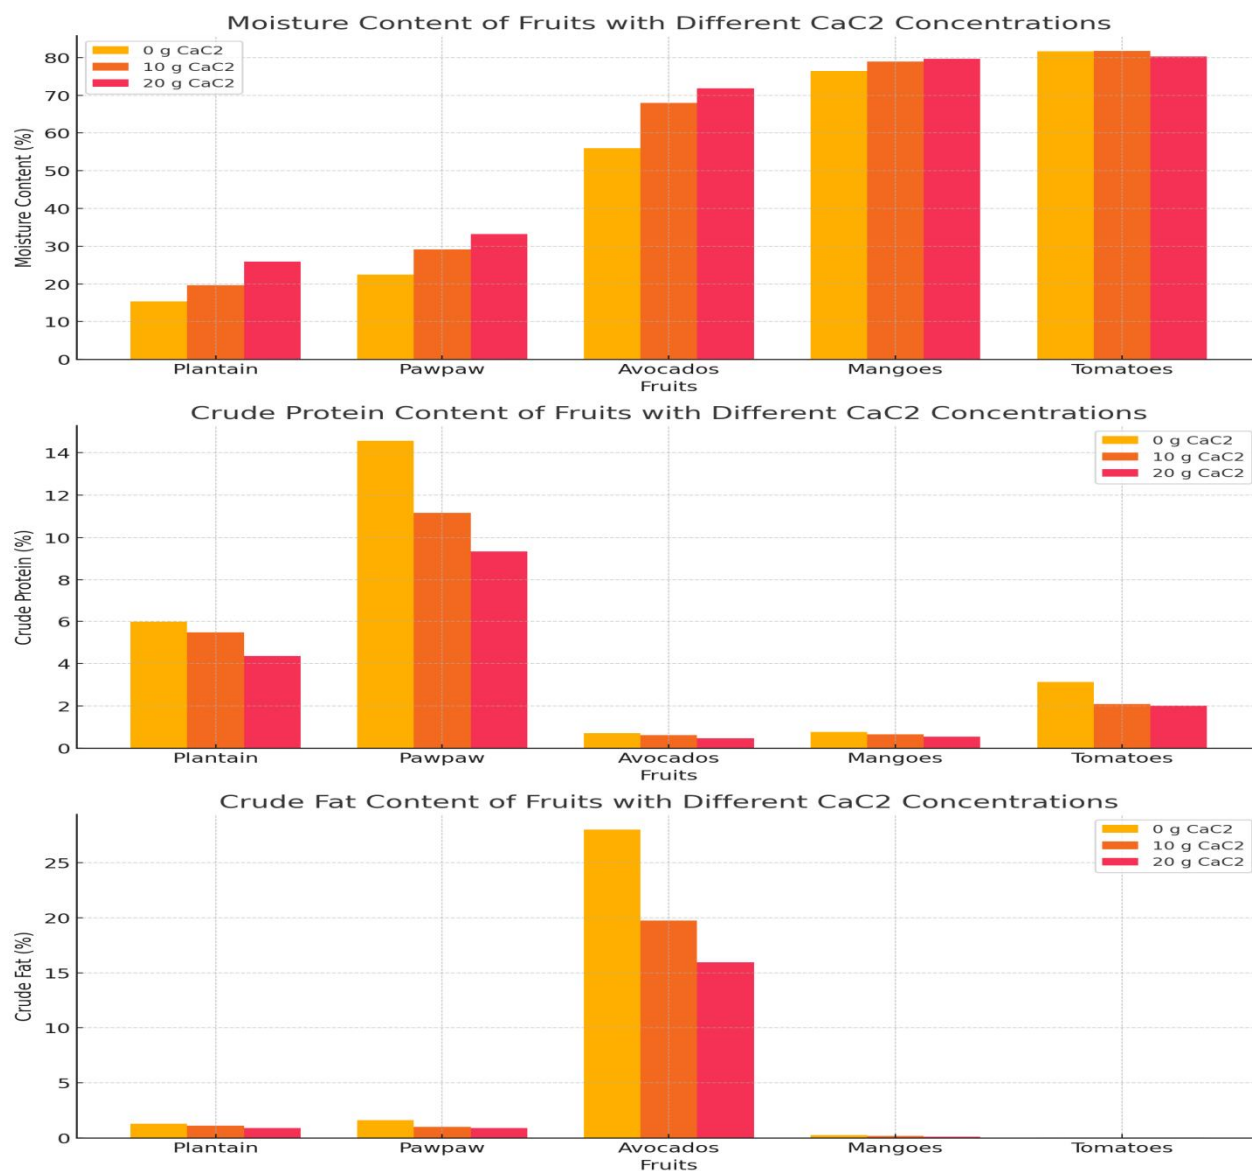 Moisture Content of Fruits with Different CaC2 Concentrations
0 g CaC2
10 g CaC2
20 g CaC2
Moisture Content (%)
80
70
60
50
40
30
20
10
0
Plantain Pawpaw Avocados Mangoes Tomatoes
Fruits
Crude Protein Content of Fruits with Different CaC2 Concentrations
0 g CaC2
10 g CaC2
20 g CaC2
Crude Protein (%)
14
12
10
8
6
4
2
0
Plantain Pawpaw Avocados Mangoes Tomatoes
Fruits
Crude Fat Content of Fruits with Different CaC2 Concentrations
0 g CaC2
10 g CaC2
20 g CaC2
Crude Fat (%)
25
20
15
10
5
0
Plantain Pawpaw Avocados Mangoes Tomatoes
Fruits